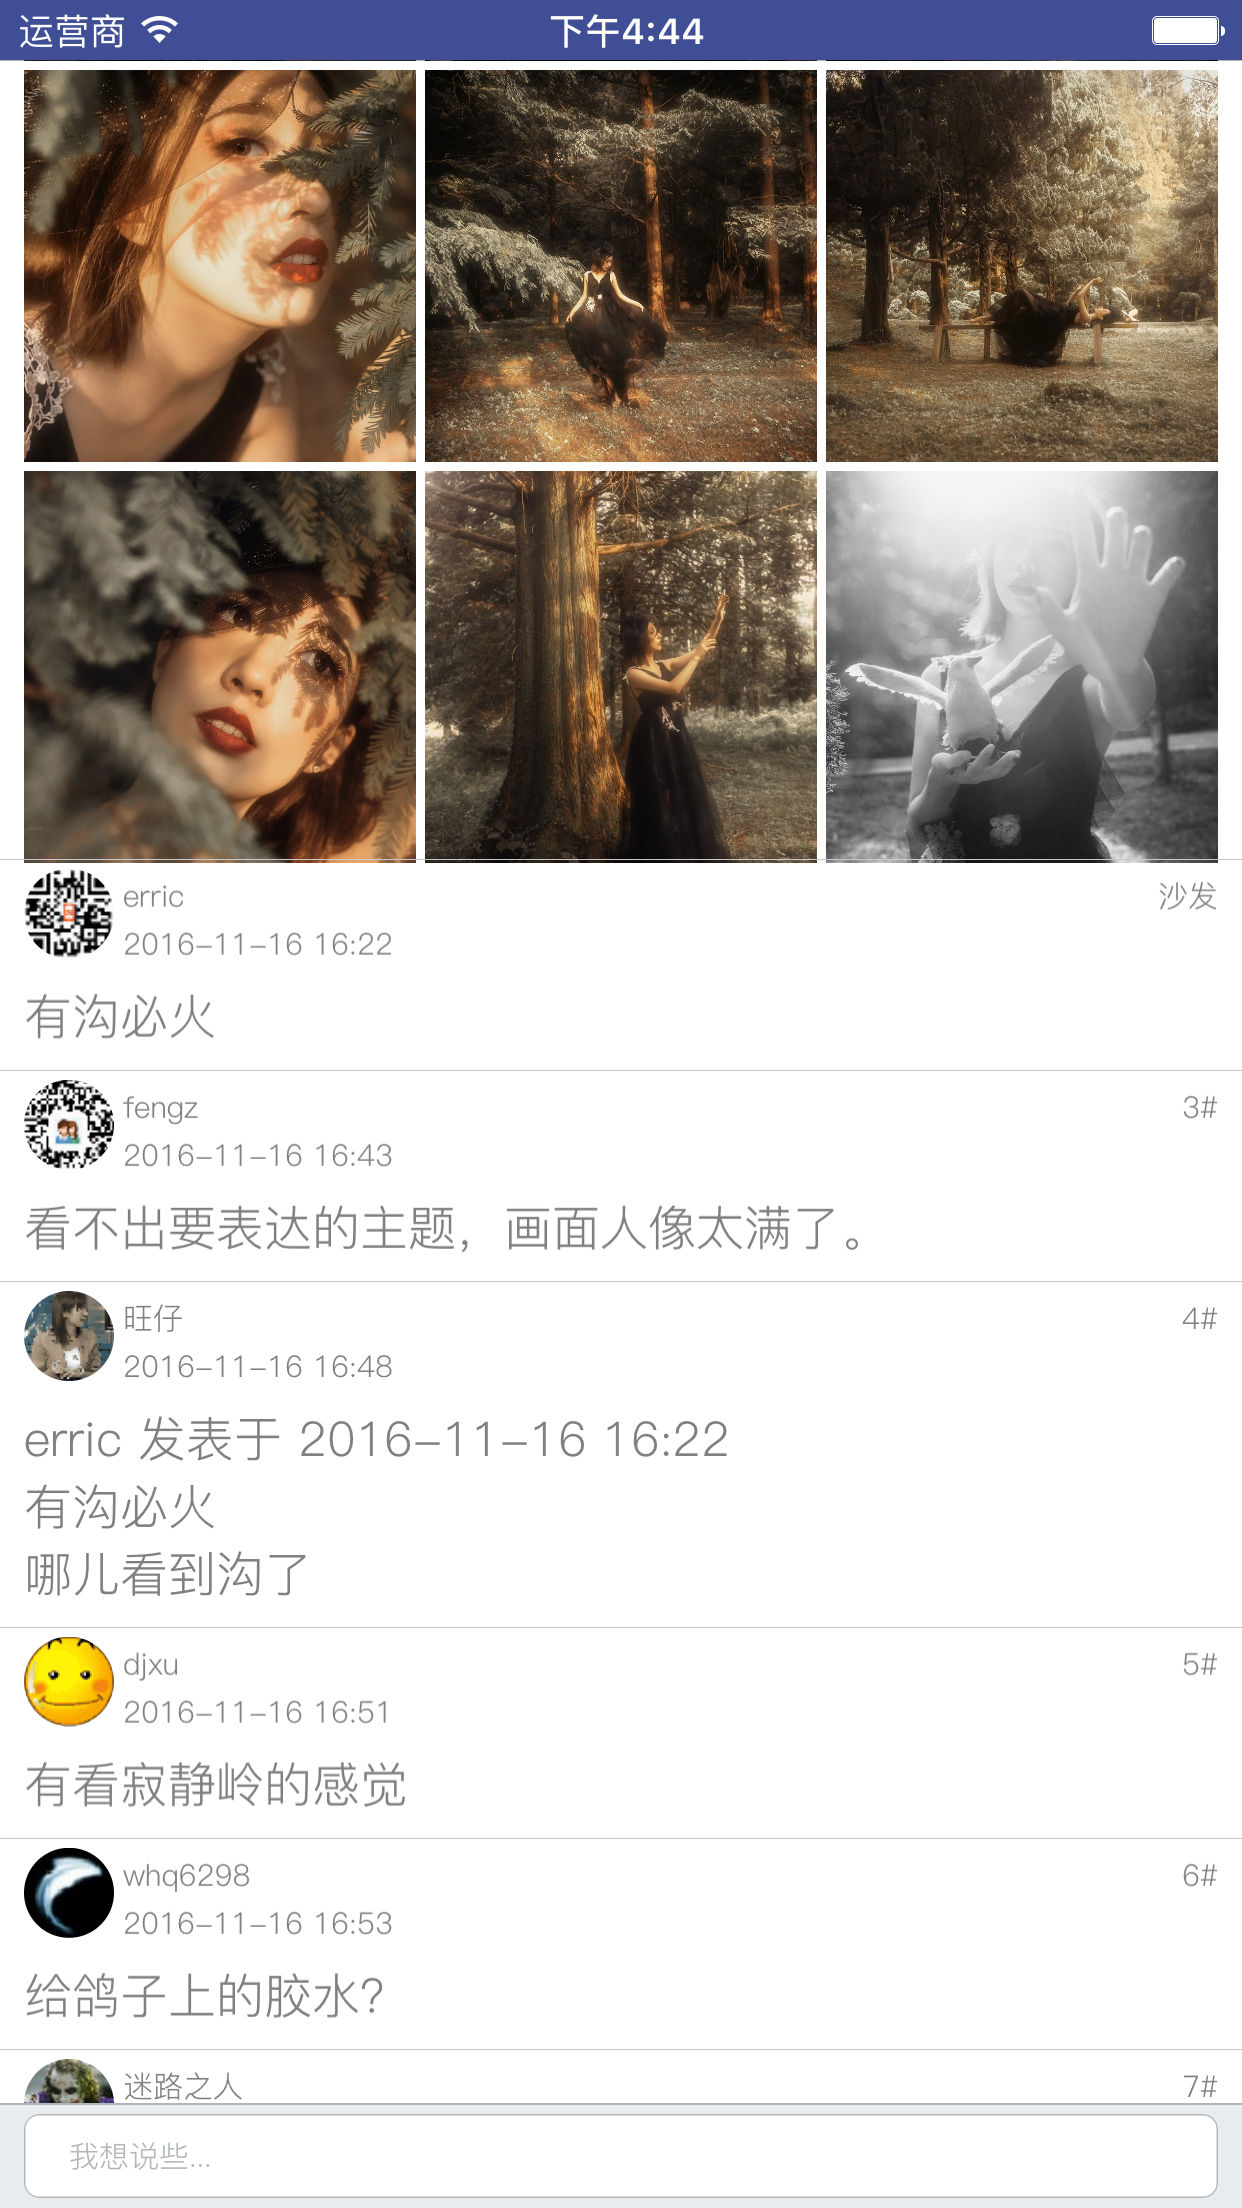 运营商 下午4:44
erric 沙发
2016-11-16 16:22
有沟必火
fengz 3#
2016-11-16 16:43
看不出要表达的主题，画面人像太满了。
旺仔 4#
2016-11-16 16:48
erric 发表于 2016-11-16 16:22
有沟必火
哪儿看到沟了
djxu 5#
2016-11-16 16:51
有看寂静岭的感觉
whq6298 6#
2016-11-16 16:53
给鸽子上的胶水？
迷路之人 7#
我想说些...